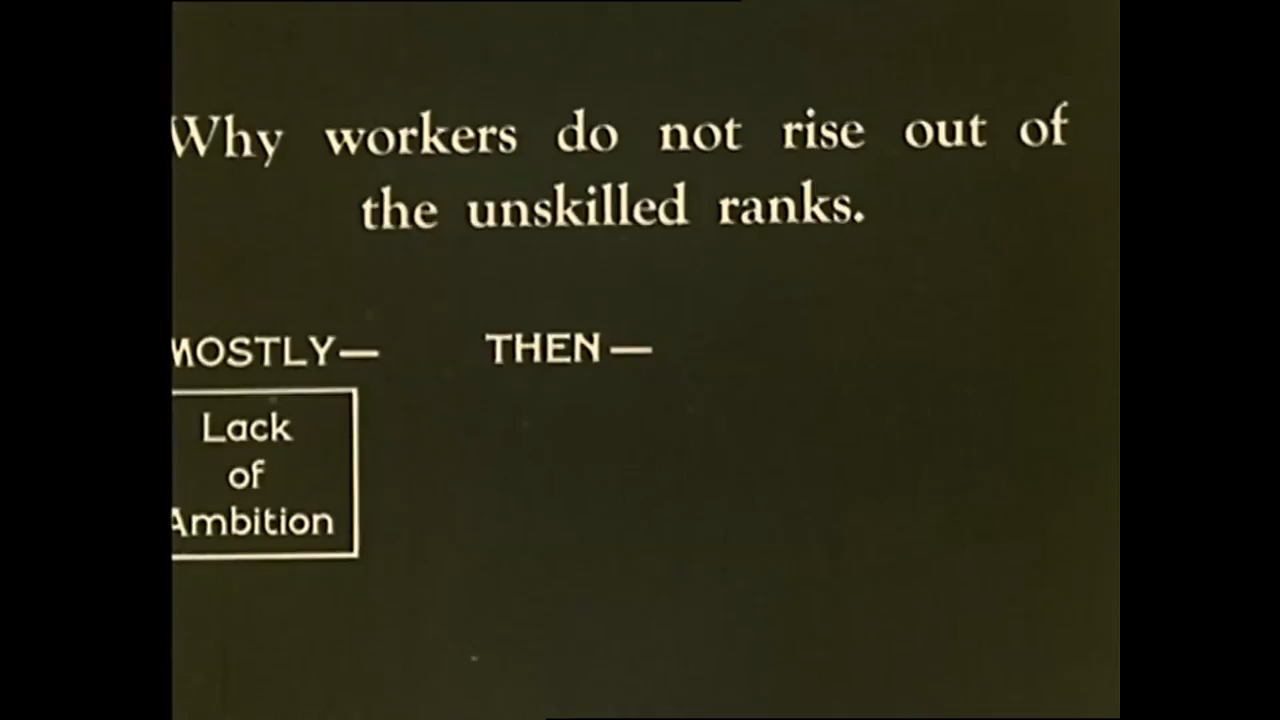 Why workers do not rise out of
the unskilled ranks.
MOSTLY— THEN—
Lack
of
Ambition